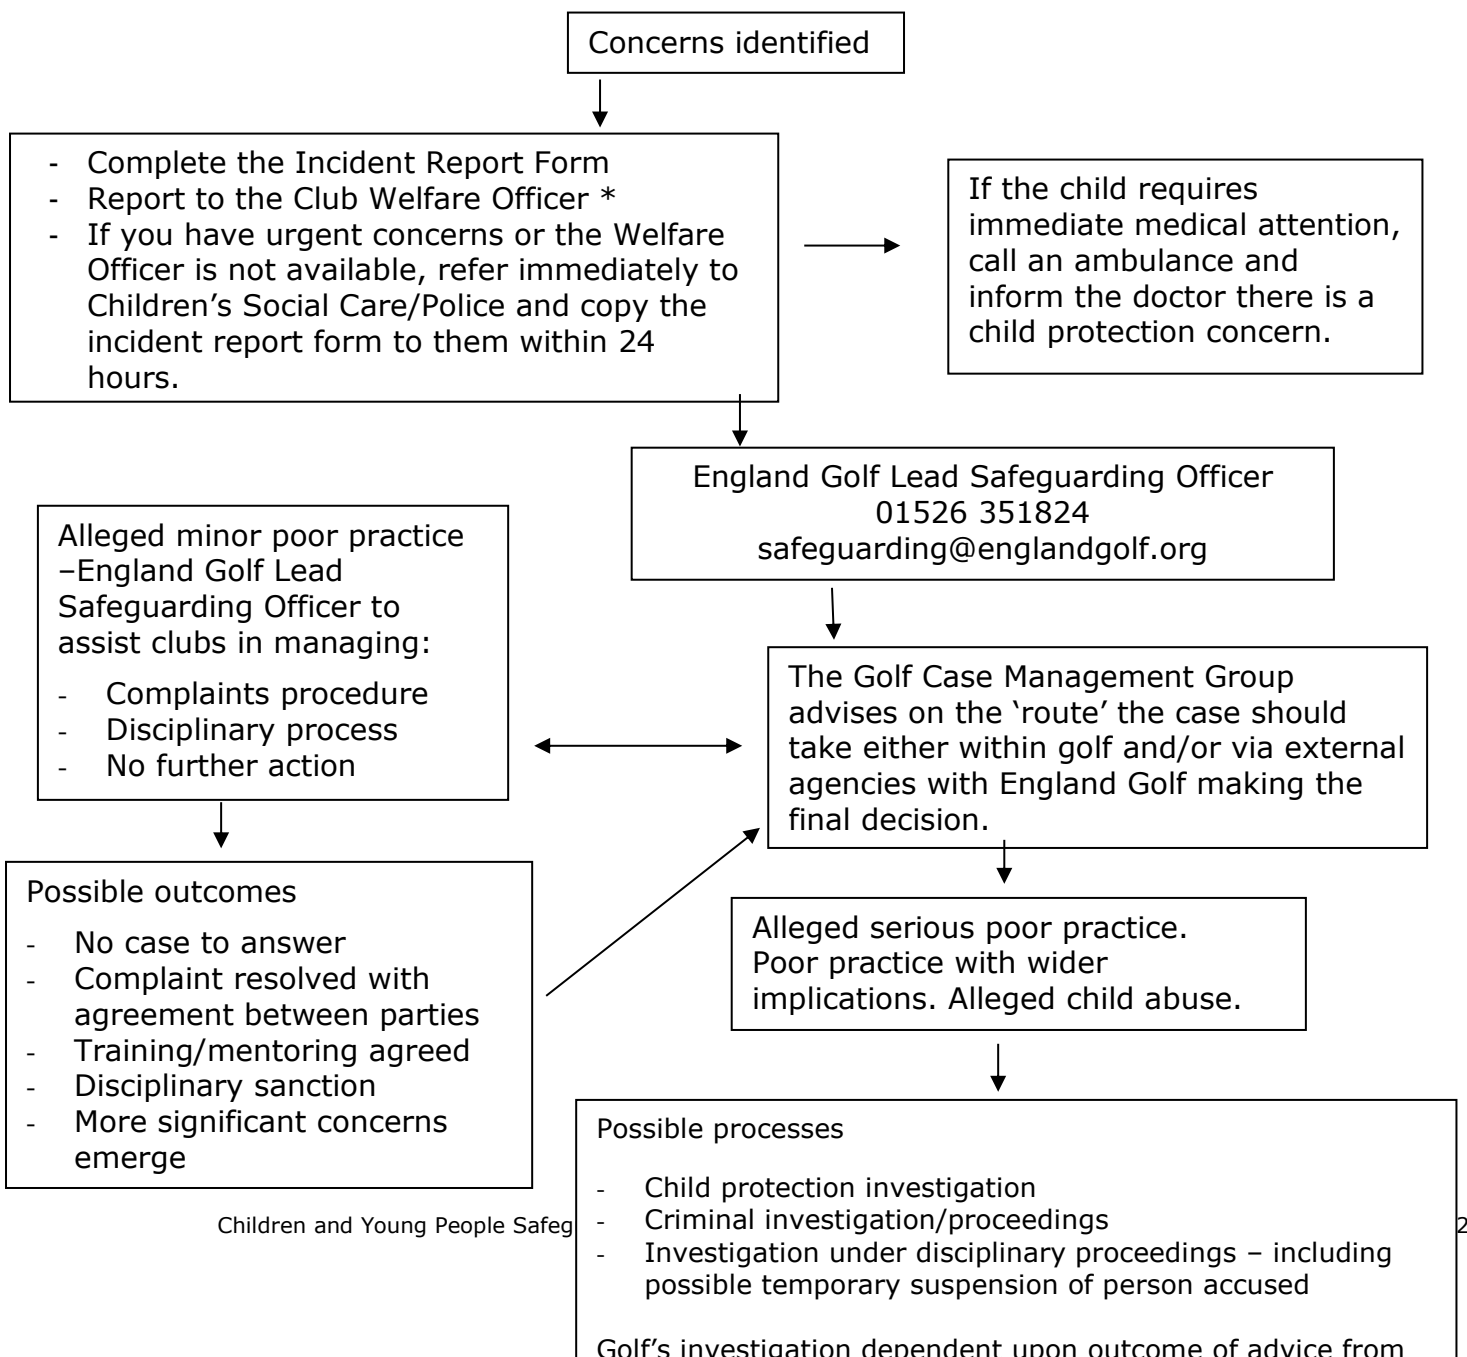 Concerns identified
- Complete the Incident Report Form
- Report to the Club Welfare Officer *
- If you have urgent concerns or the Welfare
Officer is not available, refer immediately to
Children’s Social Care/Police and copy the
incident report form to them within 24
hours.
If the child requires
immediate medical attention,
call an ambulance and
inform the doctor there is a
child protection concern.
England Golf Lead Safeguarding Officer
01526 351824
safeguarding@englandgolf.org
Alleged minor poor practice
–England Golf Lead
Safeguarding Officer to
assist clubs in managing:
- Complaints procedure
- Disciplinary process
- No further action
The Golf Case Management Group
advises on the ‘route’ the case should
take either within golf and/or via external
agencies with England Golf making the
final decision.
Possible outcomes
- No case to answer
- Complaint resolved with
agreement between parties
- Training/mentoring agreed
- Disciplinary sanction
- More significant concerns
emerge
Alleged serious poor practice.
Poor practice with wider
implications. Alleged child abuse.
Possible processes
- Child protection investigation
- Criminal investigation/proceedings
- Investigation under disciplinary proceedings – including
possible temporary suspension of person accused
Golf’s investigation dependent upon outcome of advice from
Children and Young People Safeg
2